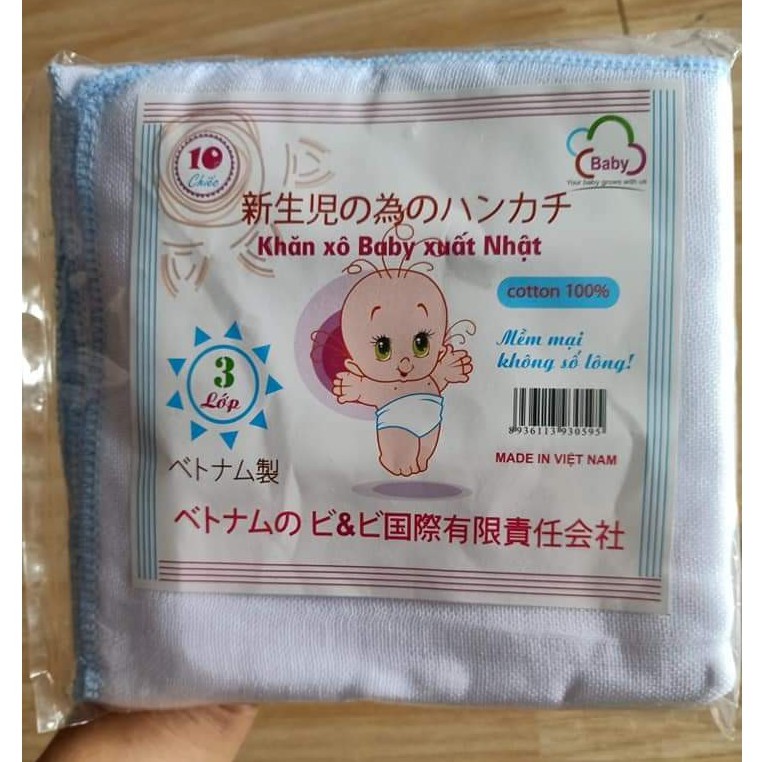 10
Chiếc
Baby
Your baby grows with us
新生児の為のハンカチ
Khăn xô Baby xuất Nhật
cotton 100%
Mềm mại
không sổ lông!
3
Lớp
8936113930595
MADE IN VIỆT NAM
ベトナム製
ベトナムの ビ&ビ国際有限責任会社